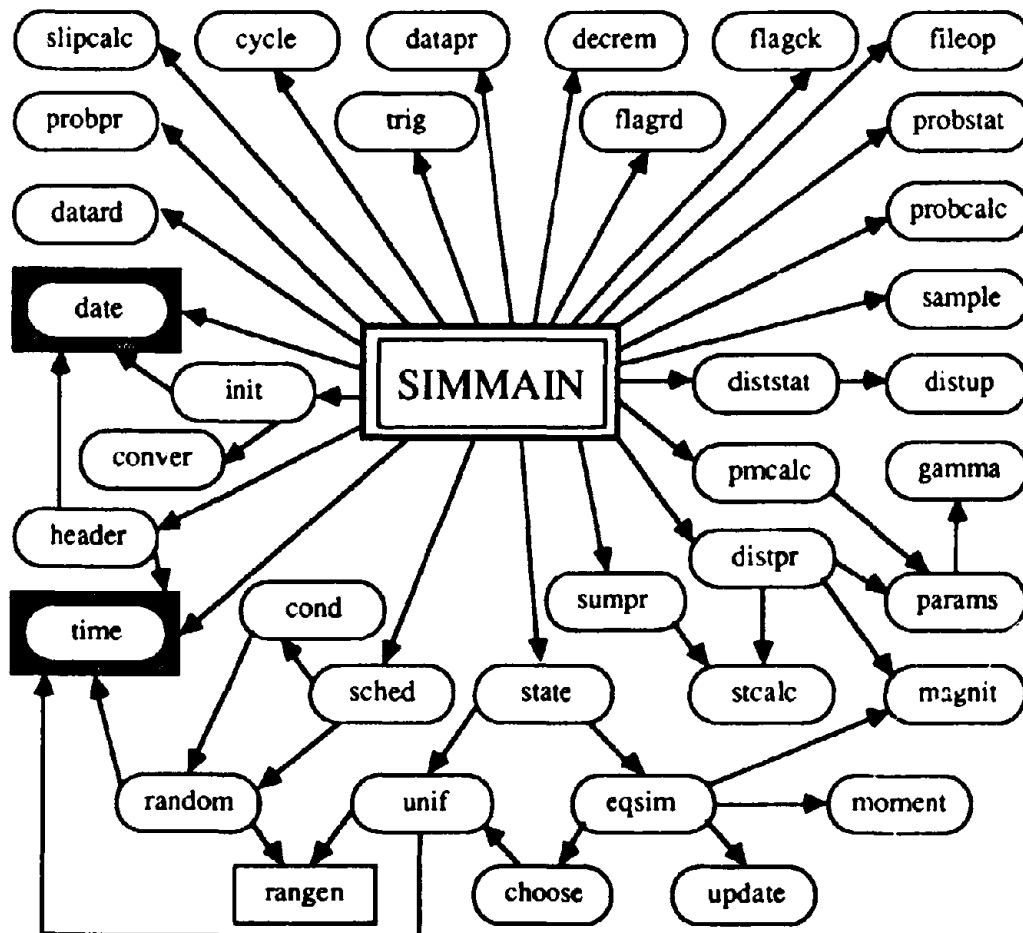 slipcalc
cycle
datapr
decrem
flagck
fileop
probpr
trig
flagrd
probstat
datard
probcalc
date
sample
init
SIMMAIN
diststat
distup
conver
pmcalc
gamma
header
distpr
cond
sumpr
params
time
sched
state
stcalc
magnit
random
unif
eqsim
moment
rangen
choose
update